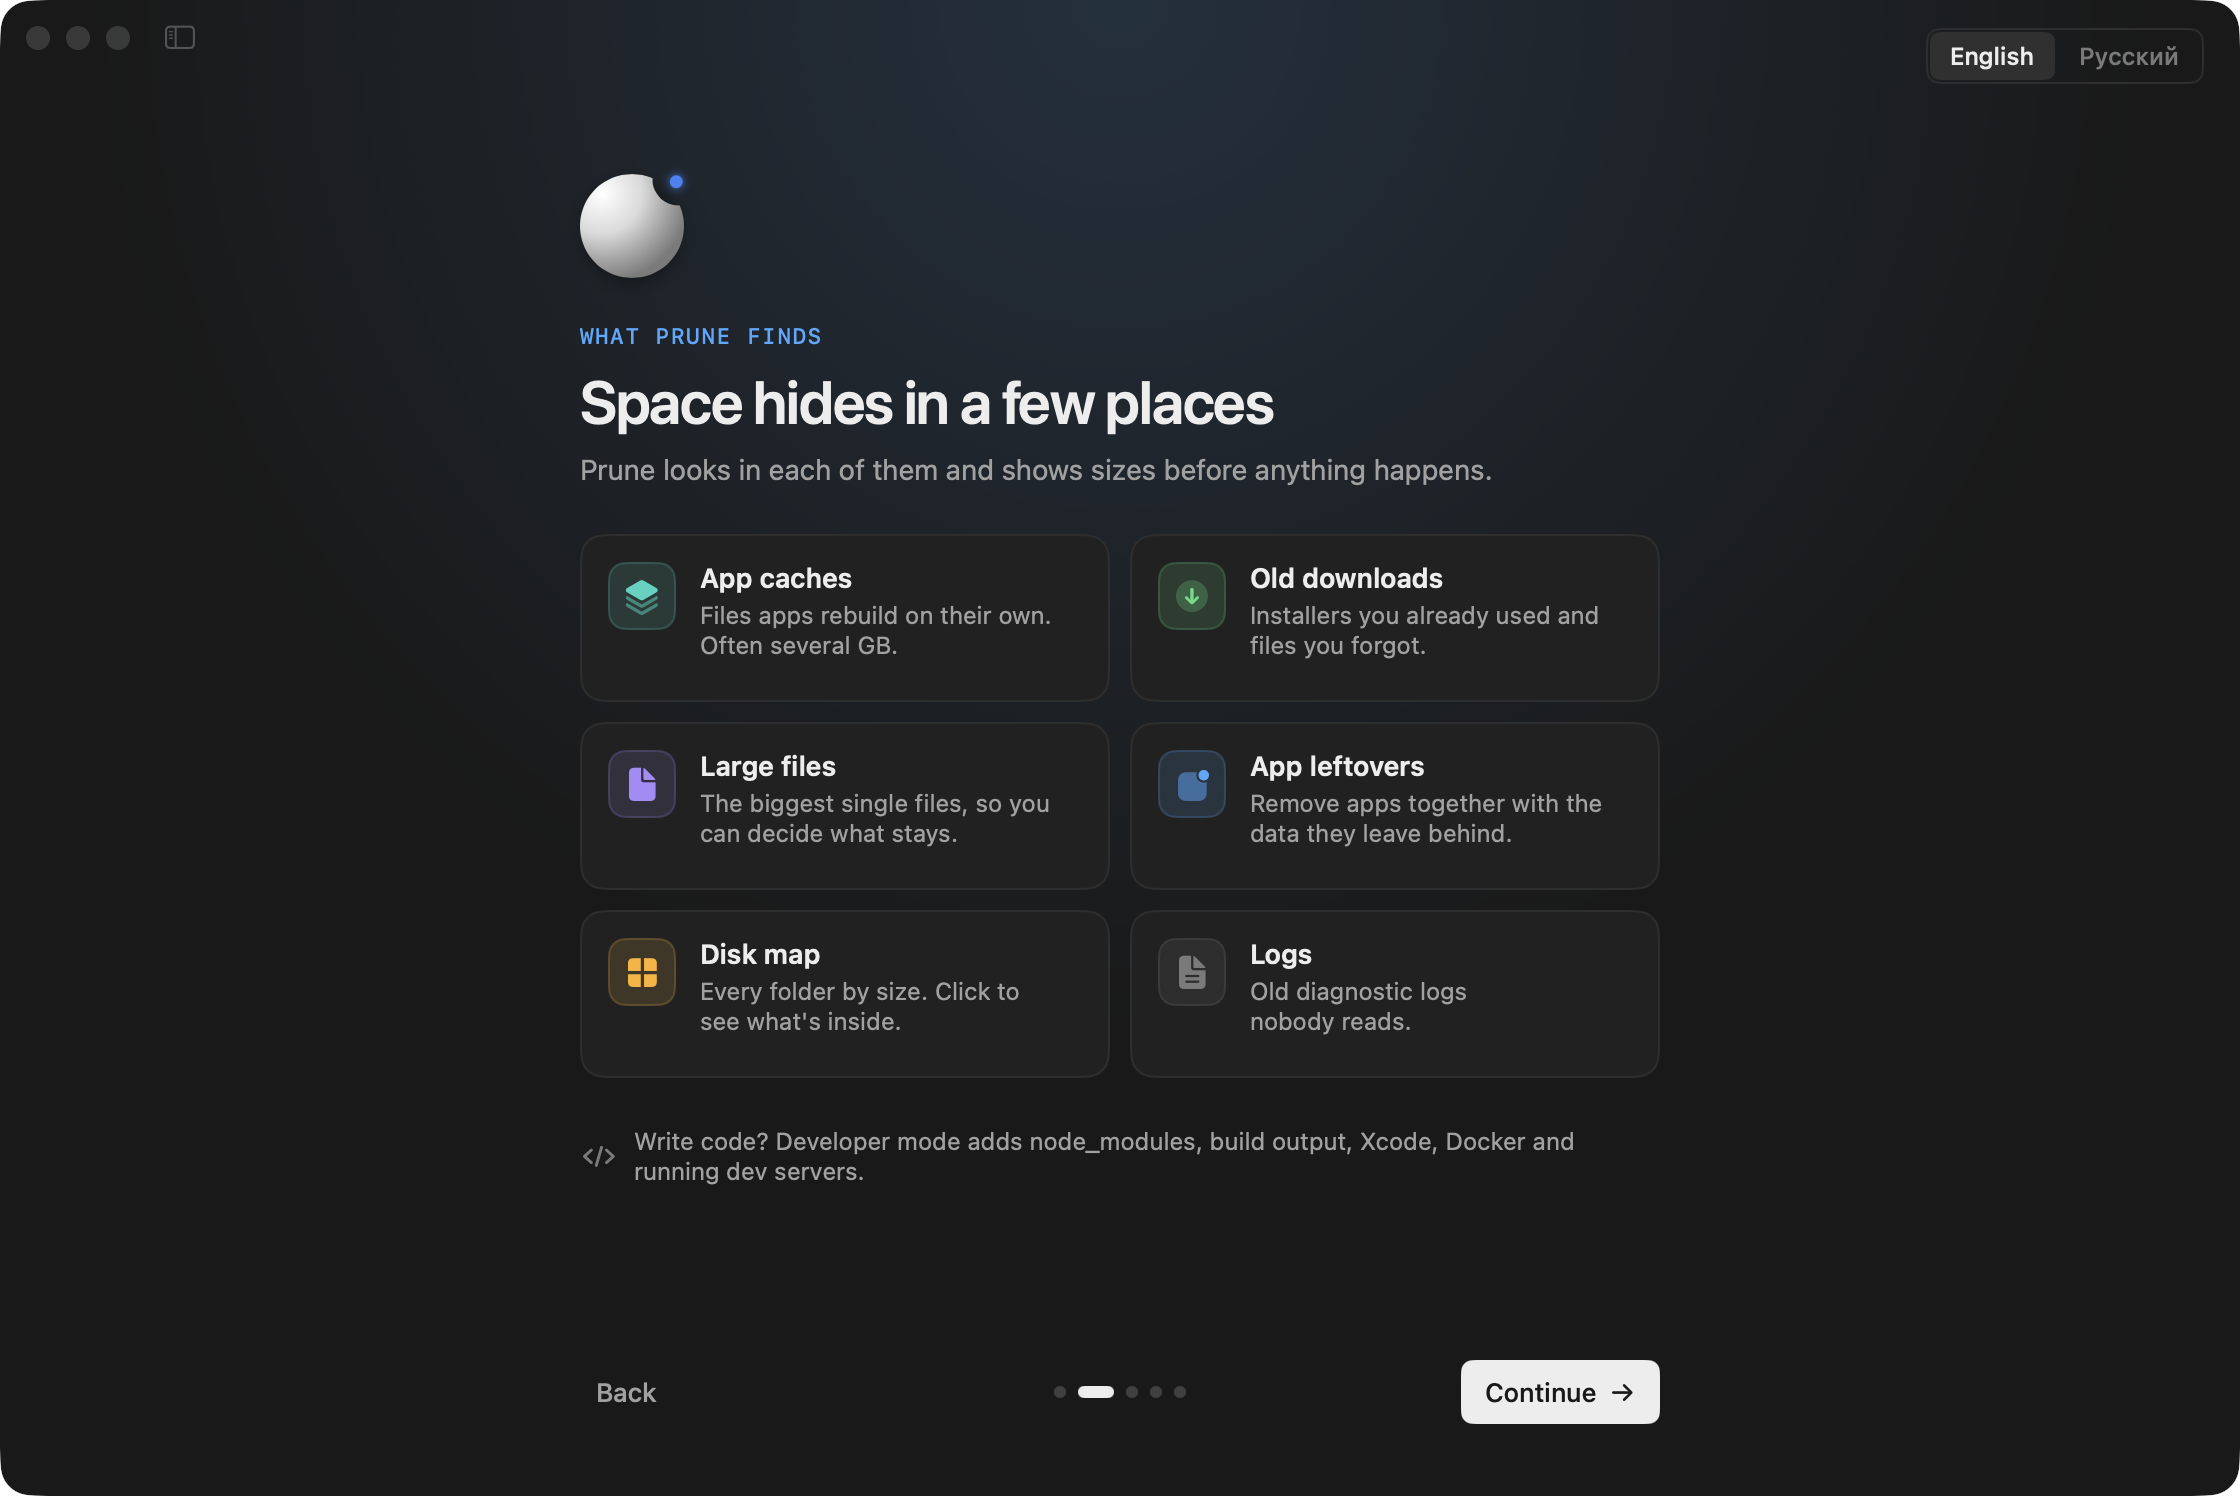 English
Русский
WHAT PRUNE FINDS
Space hides in a few places
Prune looks in each of them and shows sizes before anything happens.
App caches
Files apps rebuild on their own.
Often several GB.
Old downloads
Installers you already used and
files you forgot.
Large files
The biggest single files, so you
can decide what stays.
App leftovers
Remove apps together with the
data they leave behind.
Disk map
Every folder by size. Click to
see what's inside.
Logs
Old diagnostic logs
nobody reads.
Write code? Developer mode adds node_modules, build output, Xcode, Docker and
running dev servers.
Back
Continue